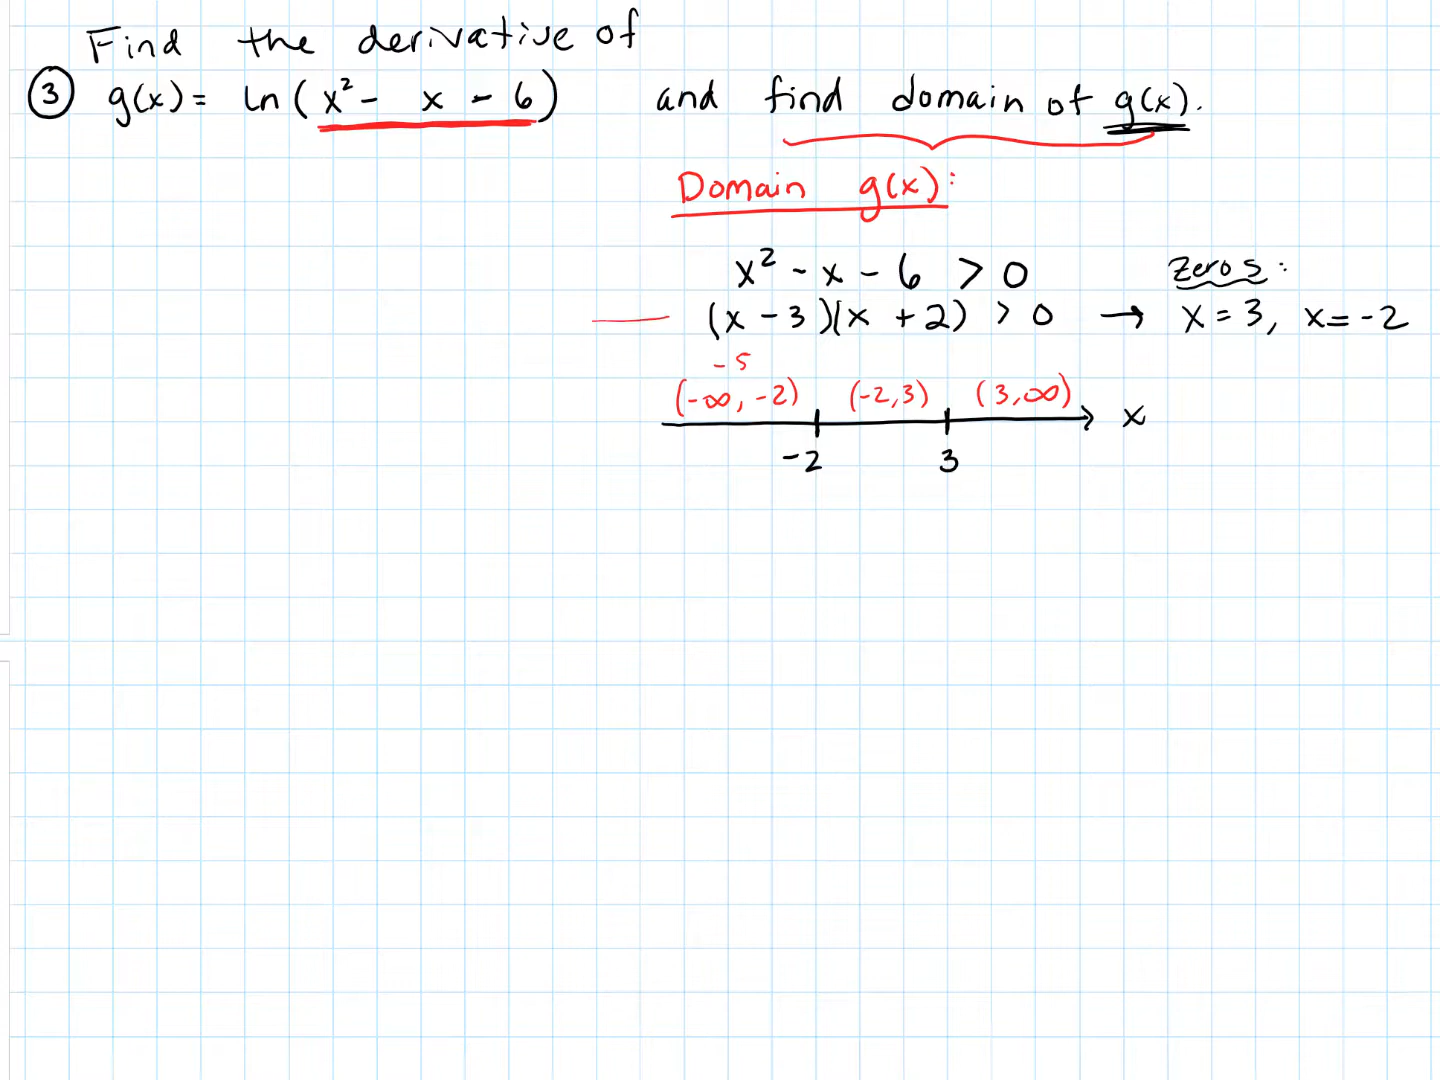 Find the derivative of
③ g(x) = ln(x² - x - 6) and find domain of g(x).
Domain g(x):
x² - x - 6 > 0 Zeros:
(x - 3)(x + 2) > 0 → x = 3, x = -2
-5
(-∞, -2) (-2, 3) (3, ∞)
x
-2 3